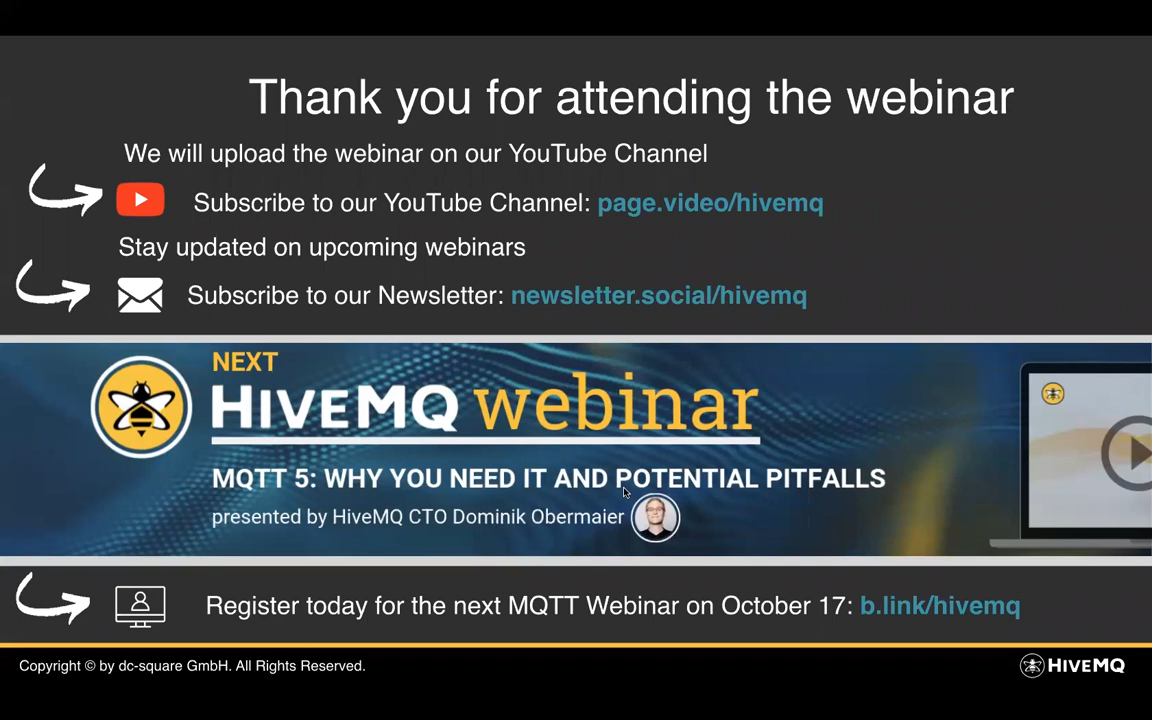 Thank you for attending the webinar
We will upload the webinar on our YouTube Channel
Subscribe to our YouTube Channel: page.video/hivemq
Stay updated on upcoming webinars
Subscribe to our Newsletter: newsletter.social/hivemq
NEXT
HIVEMQ webinar
MQTT 5: WHY YOU NEED IT AND POTENTIAL PITFALLS
presented by HiveMQ CTO Dominik Obermaier
Register today for the next MQTT Webinar on October 17: b.link/hivemq
Copyright © by dc-square GmbH. All Rights Reserved.
HIVEMQ